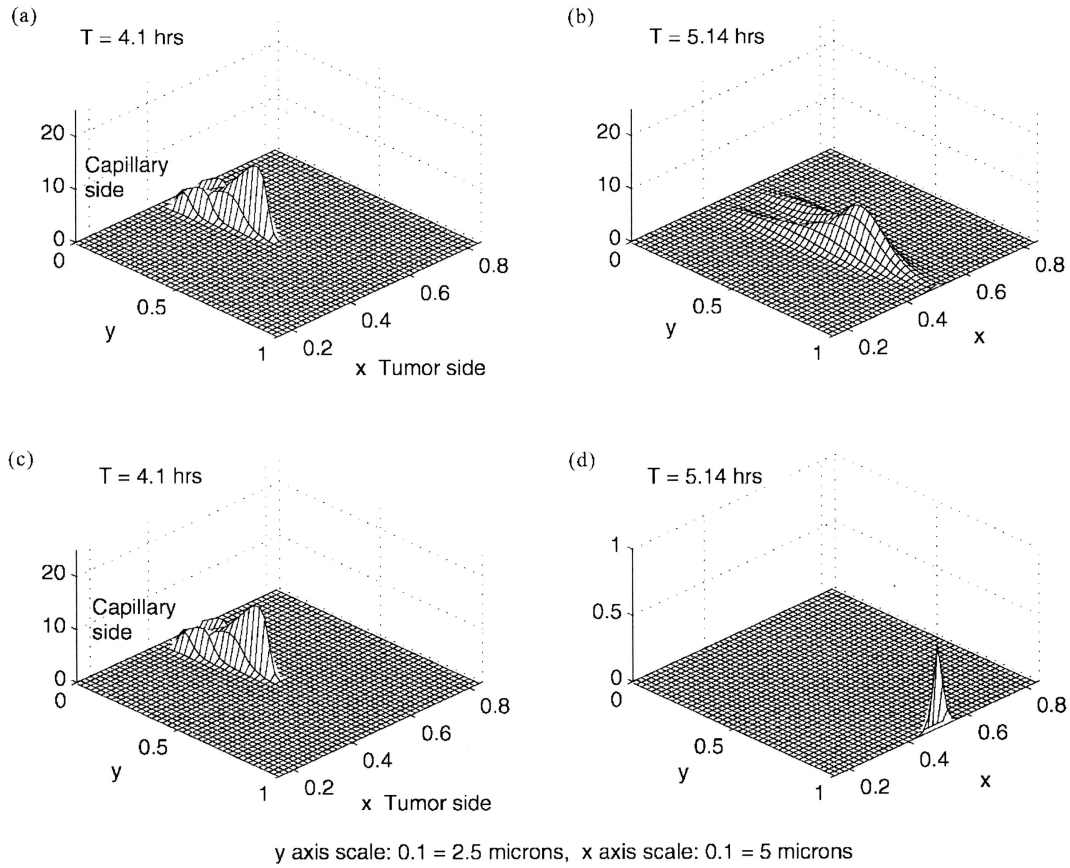 (a)
T = 4.1 hrs
20
10
0
Capillary
side
0
0.5
1
y
0.2
0.4
0.6
0.8
x Tumor side
(b)
T = 5.14 hrs
20
10
0
0
0.5
1
y
0.2
0.4
0.6
0.8
x
(c)
T = 4.1 hrs
20
10
0
Capillary
side
0
0.5
1
y
0.2
0.4
0.6
0.8
x Tumor side
(d)
T = 5.14 hrs
1
0.5
0
0
0.5
1
y
0.2
0.4
0.6
0.8
x
y axis scale: 0.1 = 2.5 microns, x axis scale: 0.1 = 5 microns